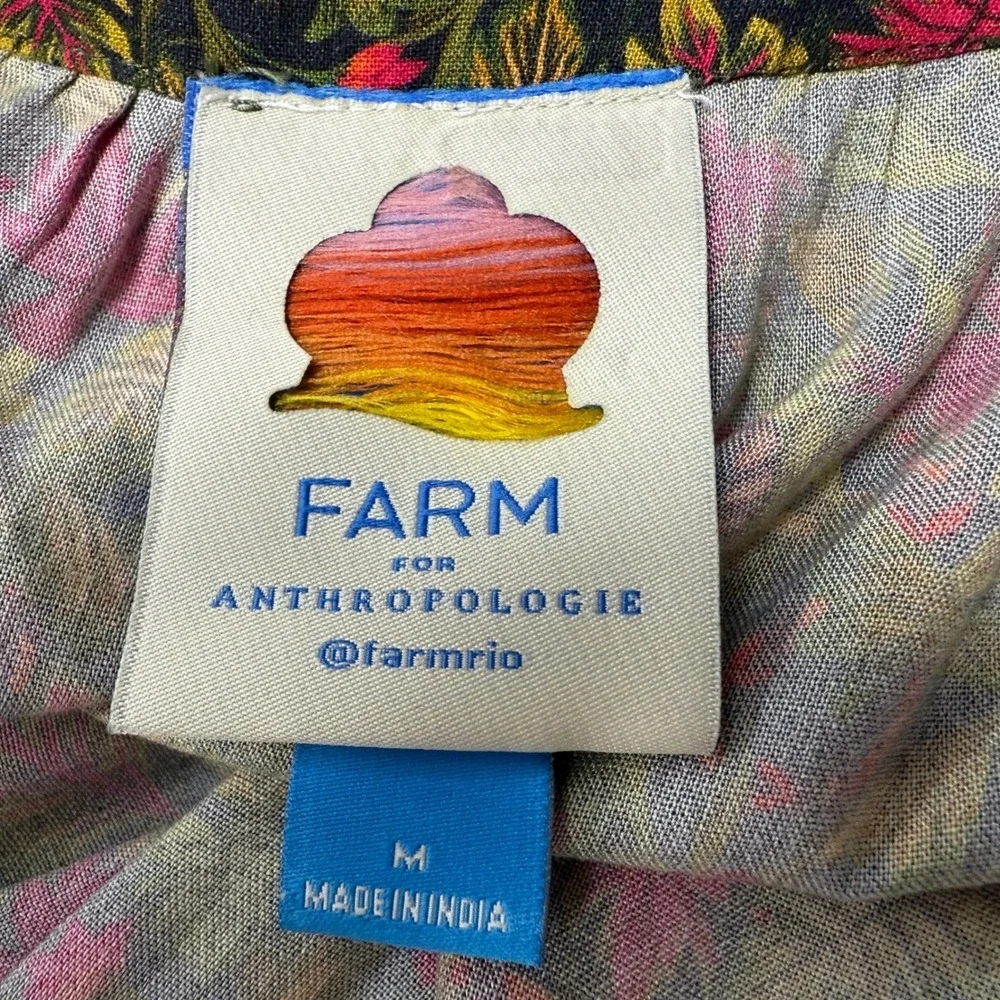 FARM
FOR
ANTHROPOLOGIE
@farmrio
M
MADE IN INDIA